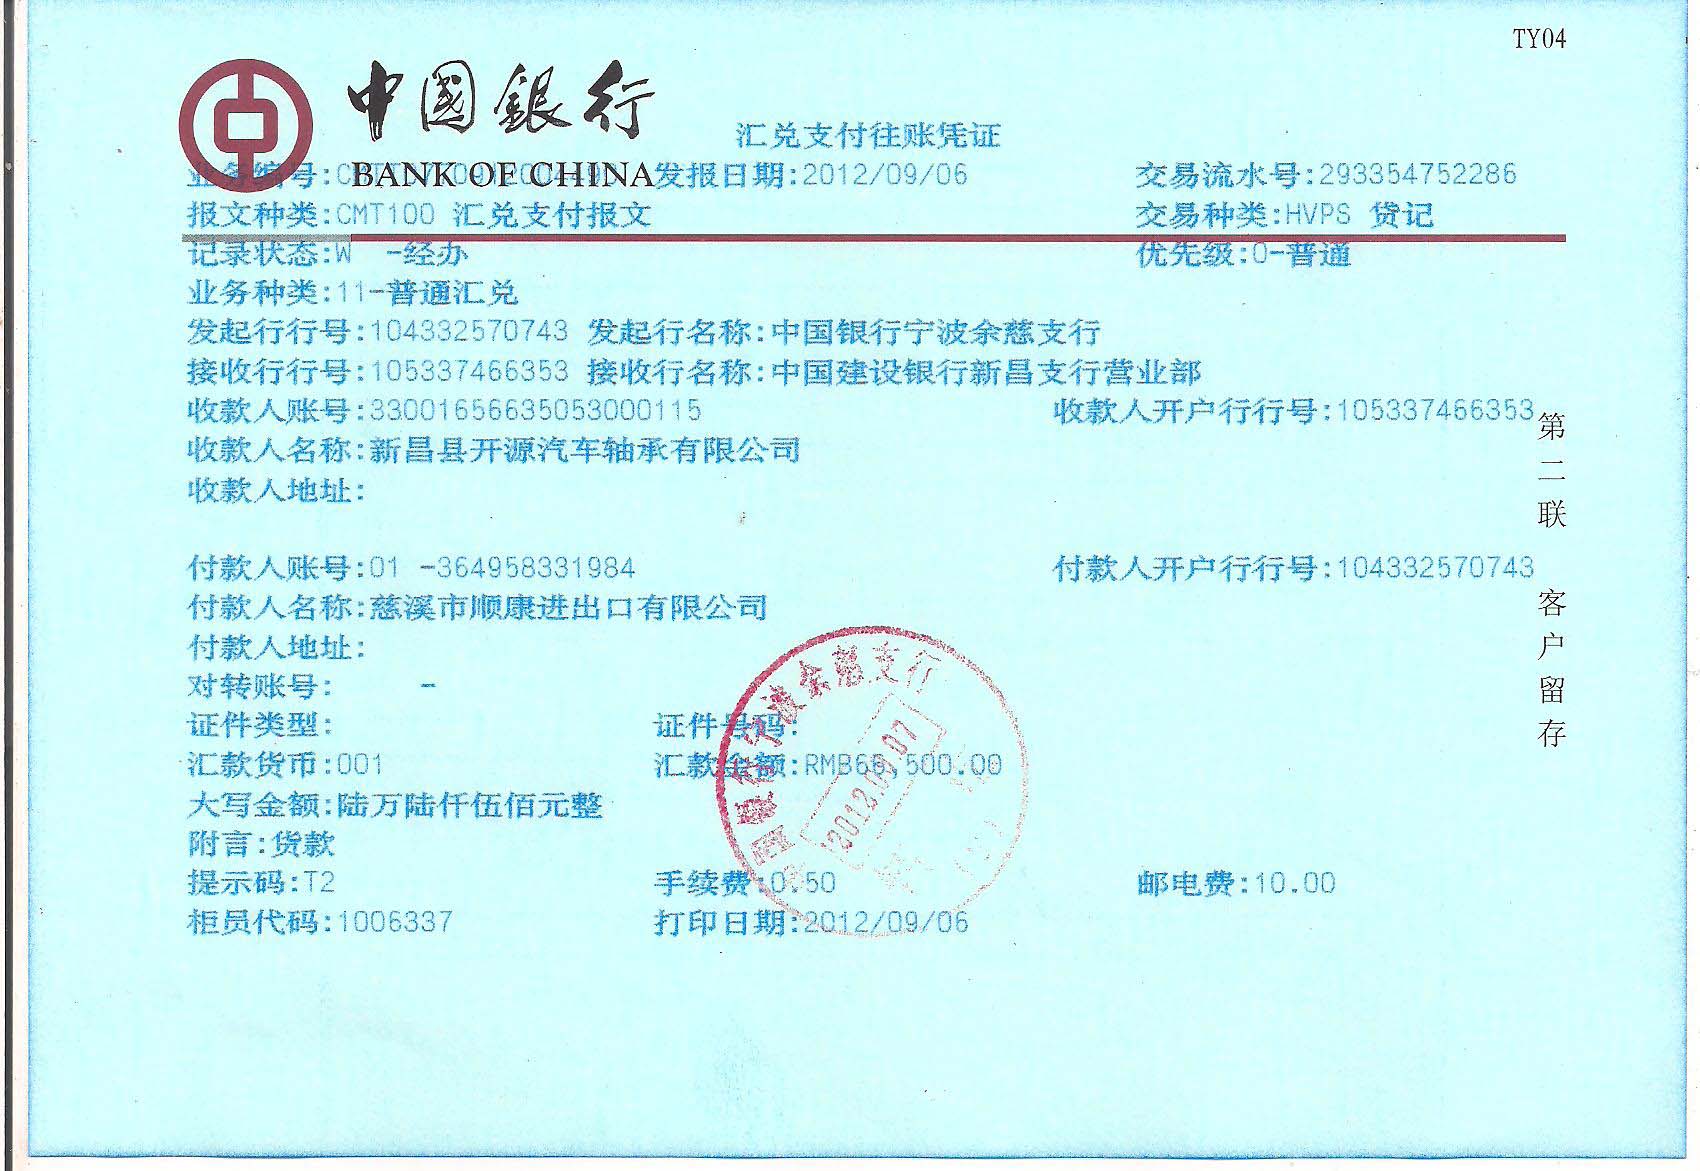 TY04
中國銀行
BANK OF CHINA
汇兑支付往账凭证
业务编号: 发报日期:2012/09/06 交易流水号:293354752286
报文种类:CMT100 汇兑支付报文 交易种类:HVPS 贷记
记录状态:W -经办 优先级:0-普通
业务种类:11-普通汇兑
发起行行号:104332570743 发起行名称:中国银行宁波余慈支行
接收行行号:105337466353 接收行名称:中国建设银行新昌支行营业部
收款人账号:33001656635053000115 收款人开户行行号:105337466353
收款人名称:新昌县开源汽车轴承有限公司
收款人地址:
付款人账号:01 -364958331984 付款人开户行行号:104332570743
付款人名称:慈溪市顺康进出口有限公司
付款人地址:
对转账号: -
证件类型: 证件号码:
汇款货币:001 汇款金额:RMB66,500.00
大写金额:陆万陆仟伍佰元整
附言:货款
提示码:T2 手续费:0.50 邮电费:10.00
柜员代码:1006337 打印日期:2012/09/06
第二联 客户留存
宁波余慈支行
2012.09.07